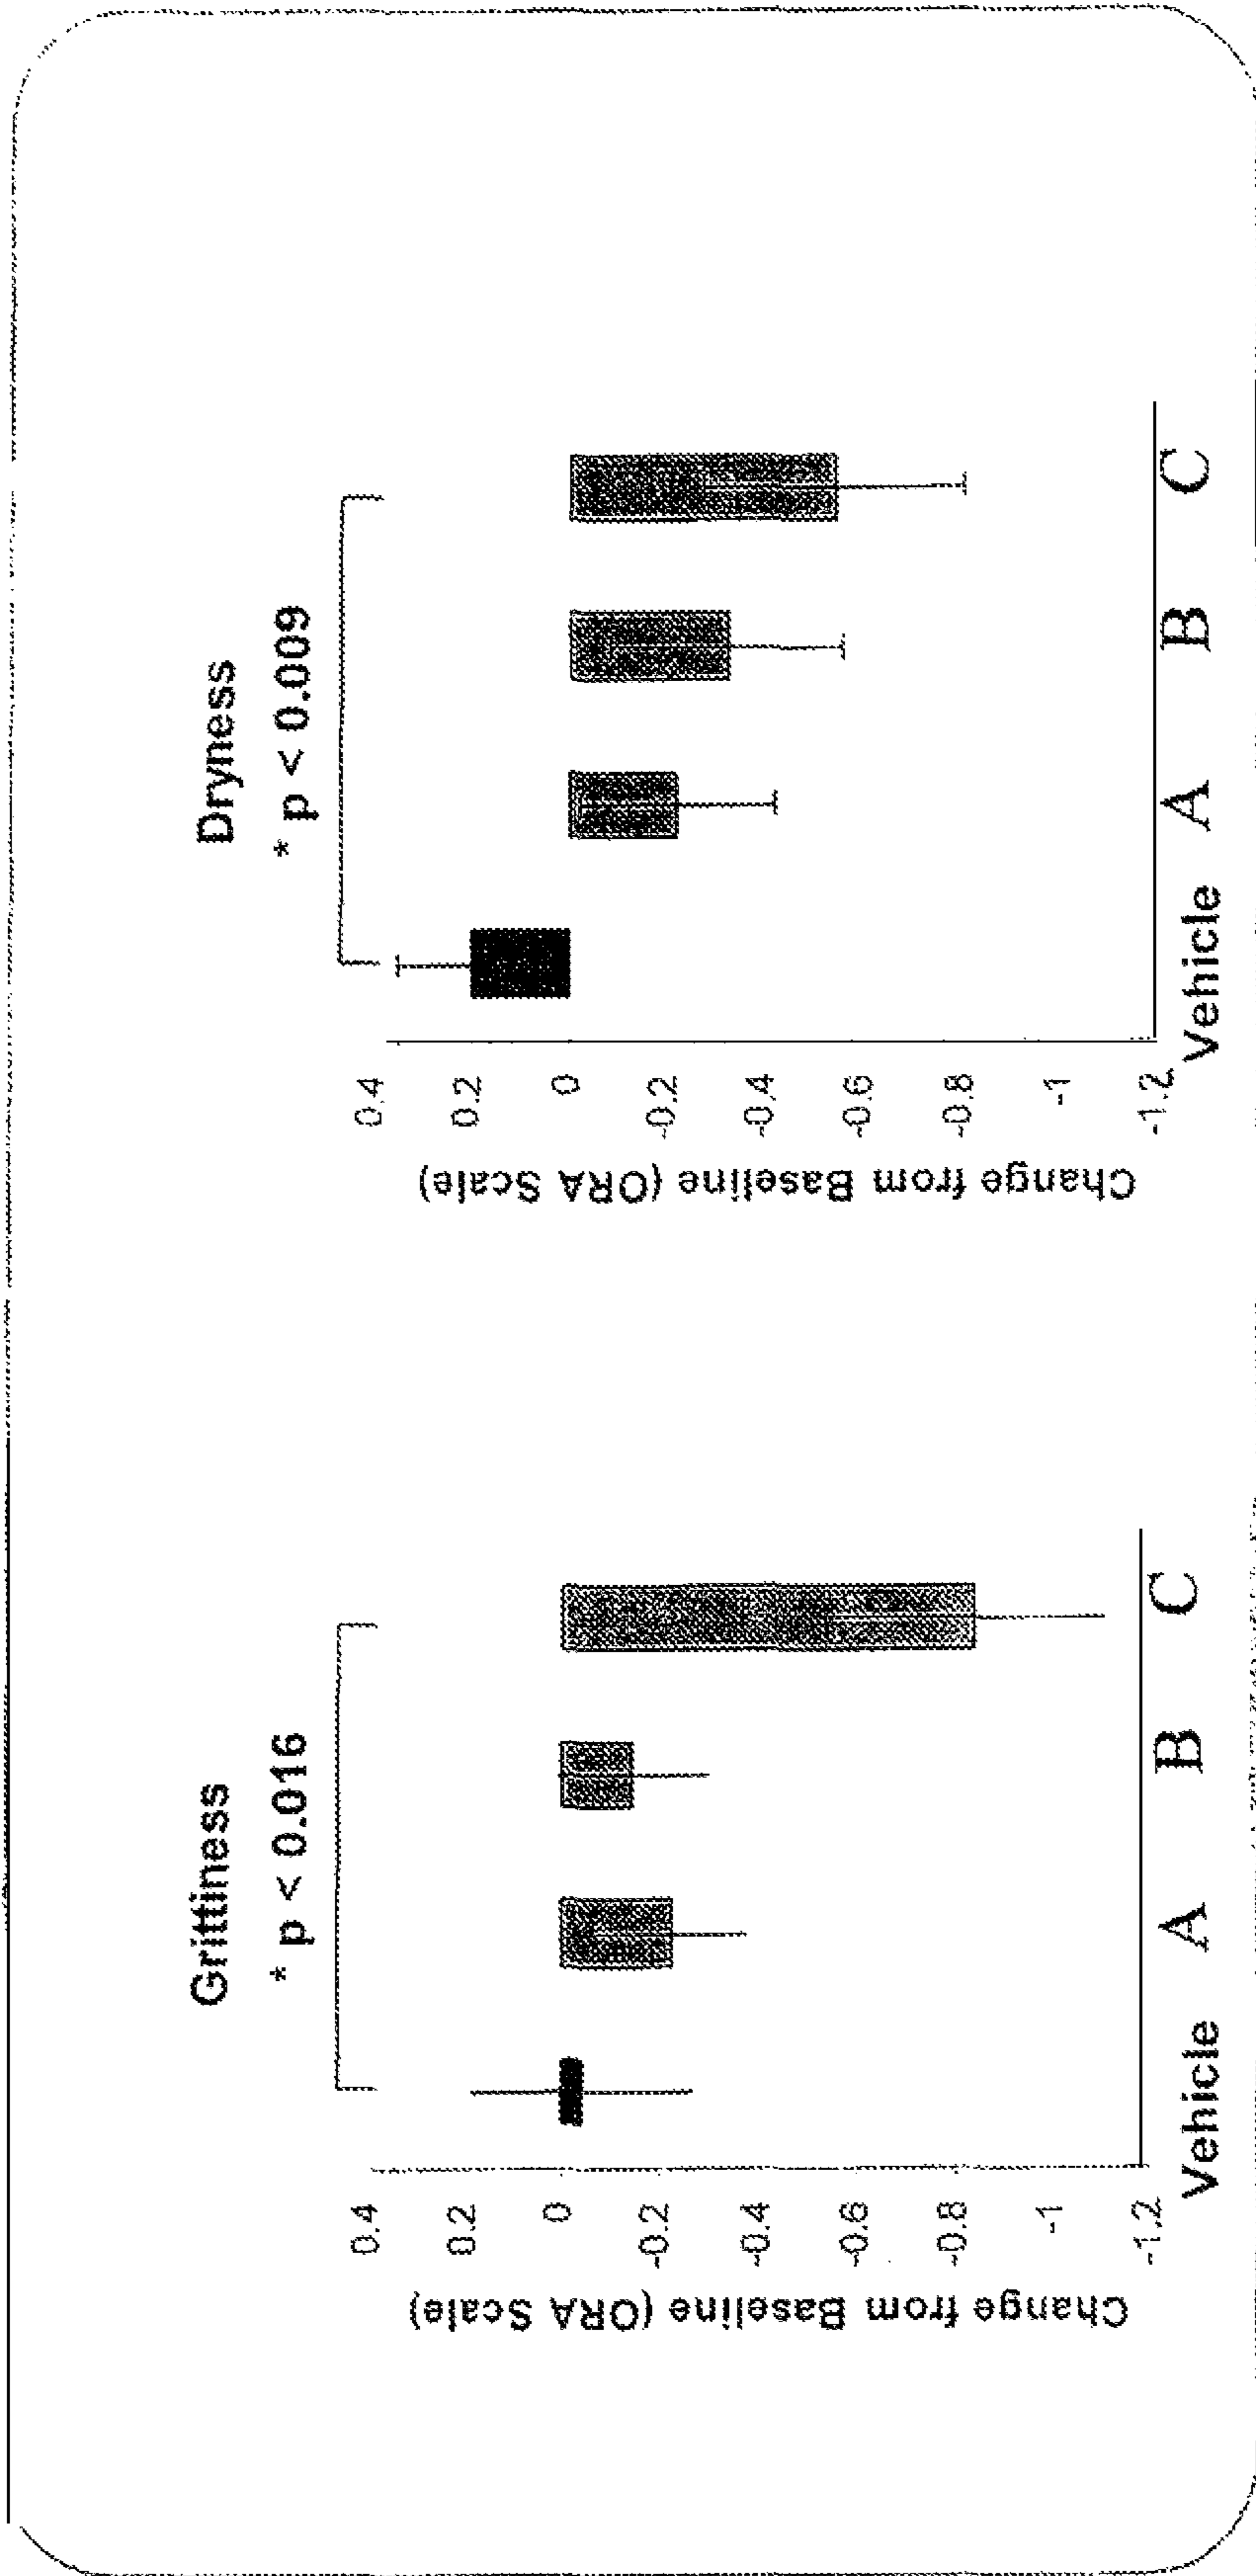 Grittiness
* p < 0.016
Change from Baseline (ORA Scale)
0.4
0.2
0
-0.2
-0.4
-0.6
-0.8
-1
-1.2
Vehicle A B C
Dryness
* p < 0.009
Change from Baseline (ORA Scale)
0.4
0.2
0
-0.2
-0.4
-0.6
-0.8
-1
-1.2
Vehicle A B C